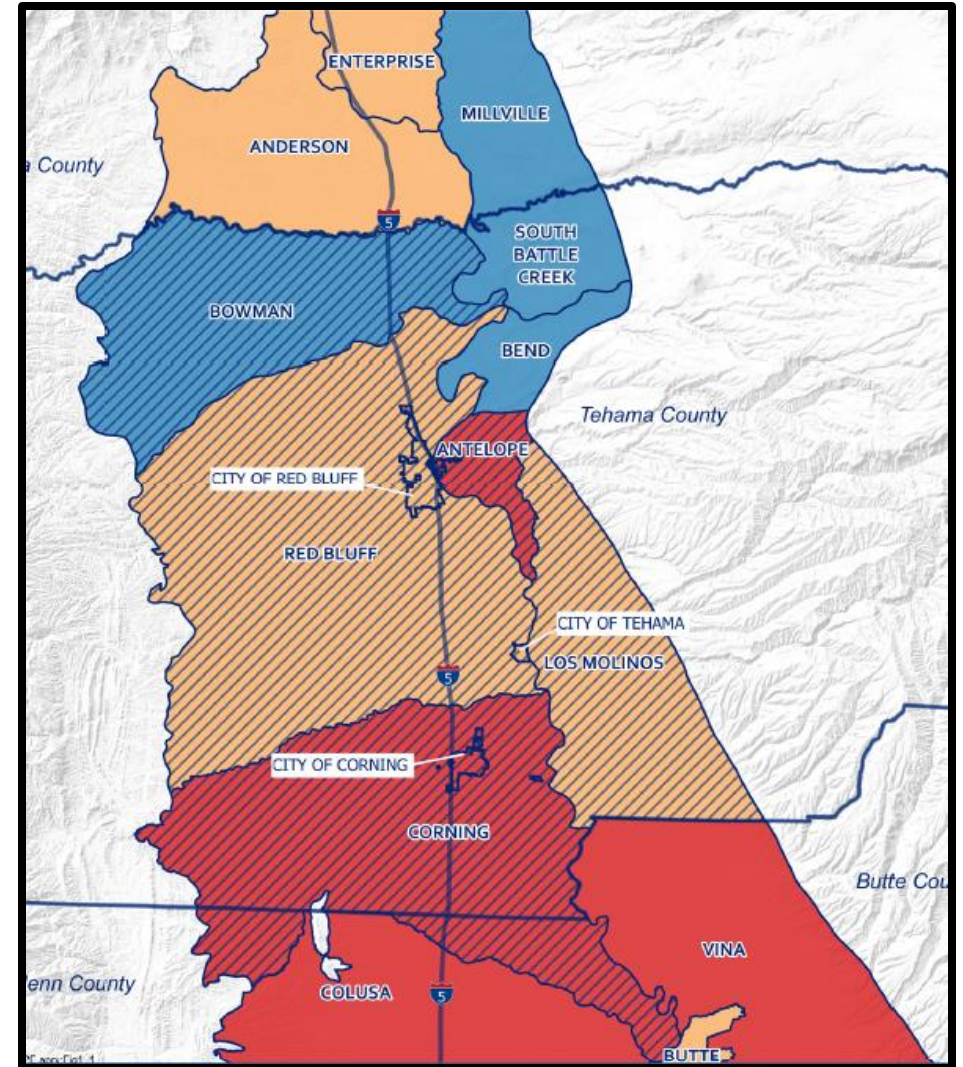 ENTERPRISE
MILLVILLE
ANDERSON
a County
5
SOUTH
BATTLE
CREEK
BOWMAN
BEND
Tehama County
ANTELOPE
CITY OF RED BLUFF
RED BLUFF
CITY OF TEHAMA
LOS MOLINOS
5
CITY OF CORNING
CORNING
Butte Cou
VINA
enn County
COLUSA
5
BUTTE